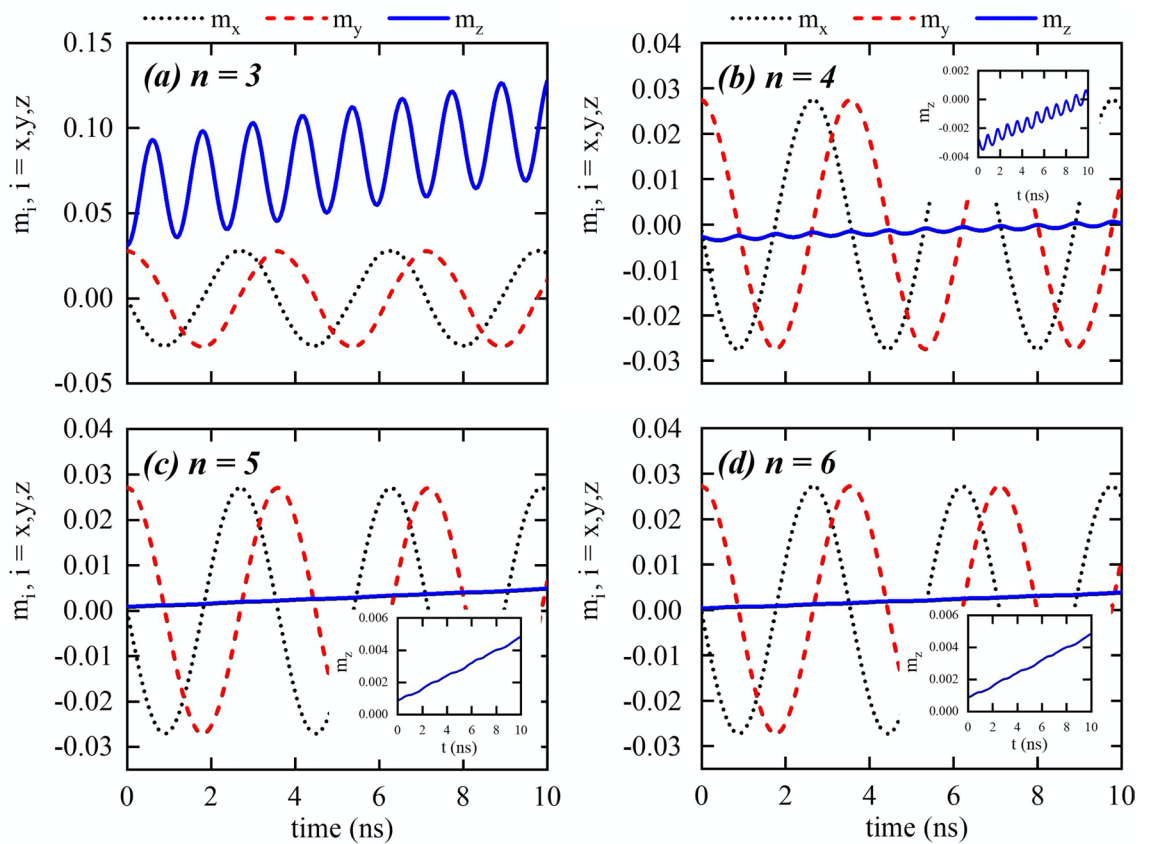 mx my mz
mx my mz
(a) n = 3
mi, i = x,y,z
0.15
0.10
0.05
0.00
-0.05
(b) n = 4
mi, i = x,y,z
0.04
0.03
0.02
0.01
0.00
-0.01
-0.02
-0.03
mz
0.002
0.000
-0.002
-0.004
0 2 4 6 8 10
t (ns)
(c) n = 5
mi, i = x,y,z
0.04
0.03
0.02
0.01
0.00
-0.01
-0.02
-0.03
mz
0.006
0.004
0.002
0.000
0 2 4 6 8 10
t (ns)
0 2 4 6 8 10
time (ns)
(d) n = 6
mi, i = x,y,z
0.04
0.03
0.02
0.01
0.00
-0.01
-0.02
-0.03
mz
0.006
0.004
0.002
0.000
0 2 4 6 8 10
t (ns)
0 2 4 6 8 10
time (ns)